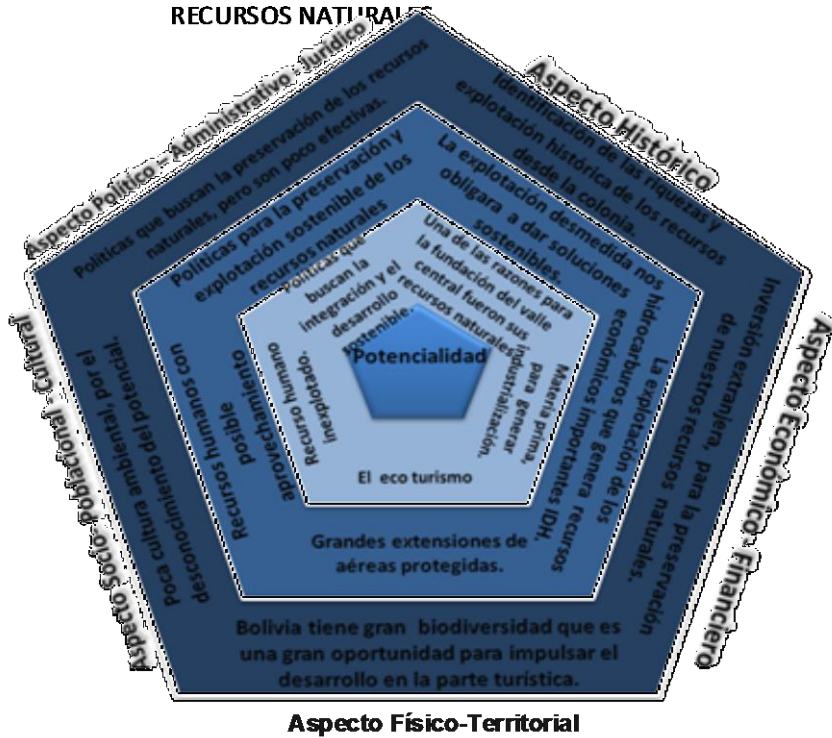 RECURSOS NATURALES
Aspecto Político – Administrativo - Jurídico
Políticas que buscan la preservación de los recursos
naturales, pero son poco efectivas.
Políticas para la preservación y
explotación sostenible de los
recursos naturales
Políticas que
buscan la
integración y el
desarrollo
sostenible.
Aspecto Histórico
Identificación de las riquezas y
explotación histórica de los recursos
desde la colonia.
La explotación desmedida nos
obligara a dar soluciones
sostenibles.
Una de las razones para
la fundación del valle
central fueron sus
recursos naturales
Aspecto Económico - Financiero
Inversión extranjera, para la preservación
de nuestros recursos naturales.
La explotación de los
hidrocarburos que genera recursos
económicos importantes IDH.
Materia prima,
para generar
industrialización.
Aspecto Socio- Poblacional - Cultural
Poca cultura ambiental, por el
desconocimiento del potencial.
Recursos humanos con
posible
aprovechamiento
Recurso humano
inexplotado.
Potencialidad
El eco turismo
Grandes extensiones de
aéreas protegidas.
Bolivia tiene gran biodiversidad que es
una gran oportunidad para impulsar el
desarrollo en la parte turística.
Aspecto Físico-Territorial